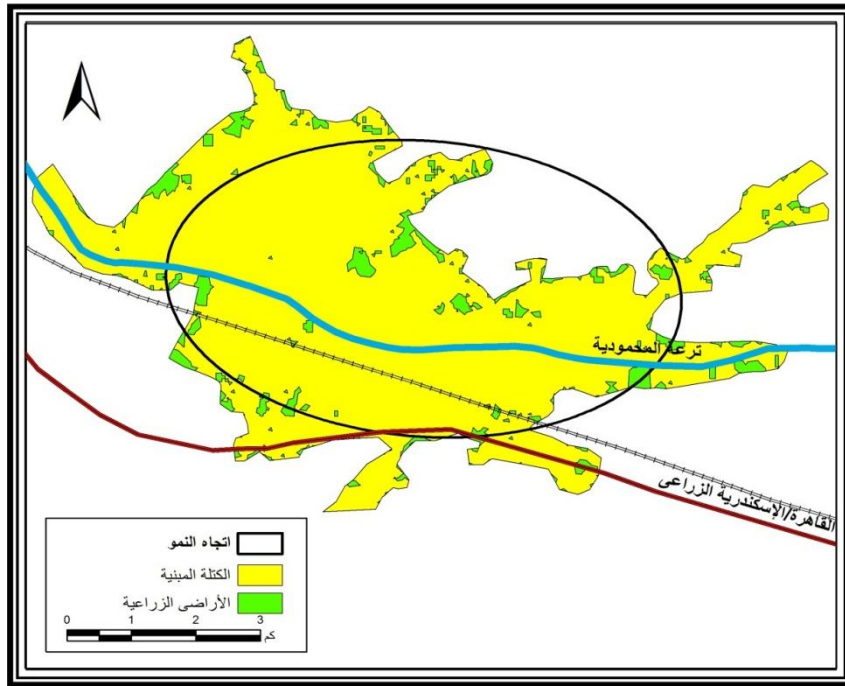 ترعة المحمودية
القاهرة/الإسكندرية الزراعى
اتجاه النمو
الكتلة المبنية
الأراضى الزراعية
0 1 2 3
كم